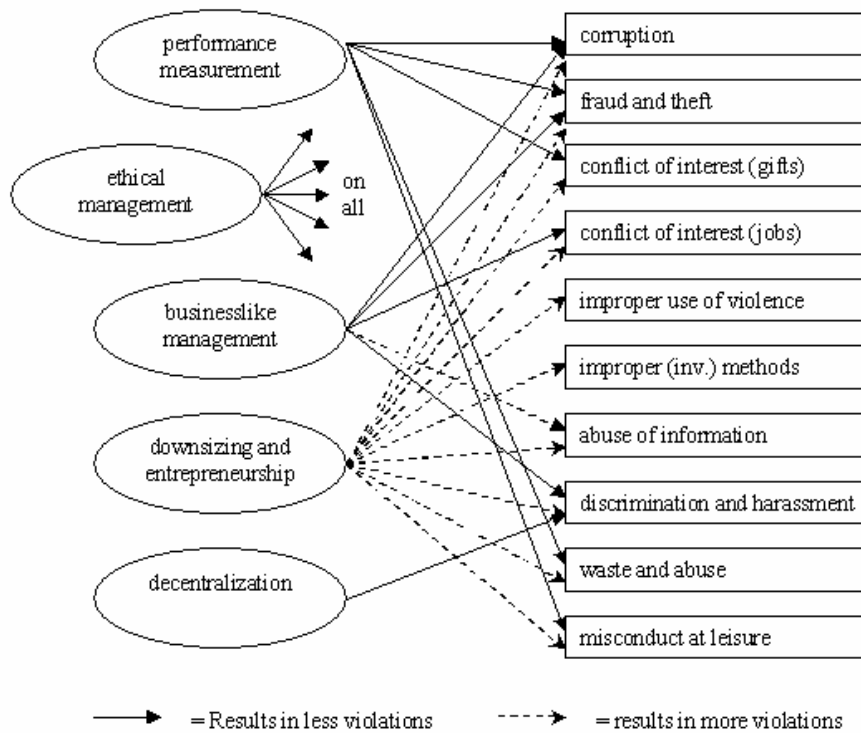 performance
measurement
ethical
management
on
all
businesslike
management
downsizing and
entrepreneurship
decentralization
corruption
fraud and theft
conflict of interest (gifts)
conflict of interest (jobs)
improper use of violence
improper (inv.) methods
abuse of information
discrimination and harassment
waste and abuse
misconduct at leisure
= Results in less violations
= results in more violations